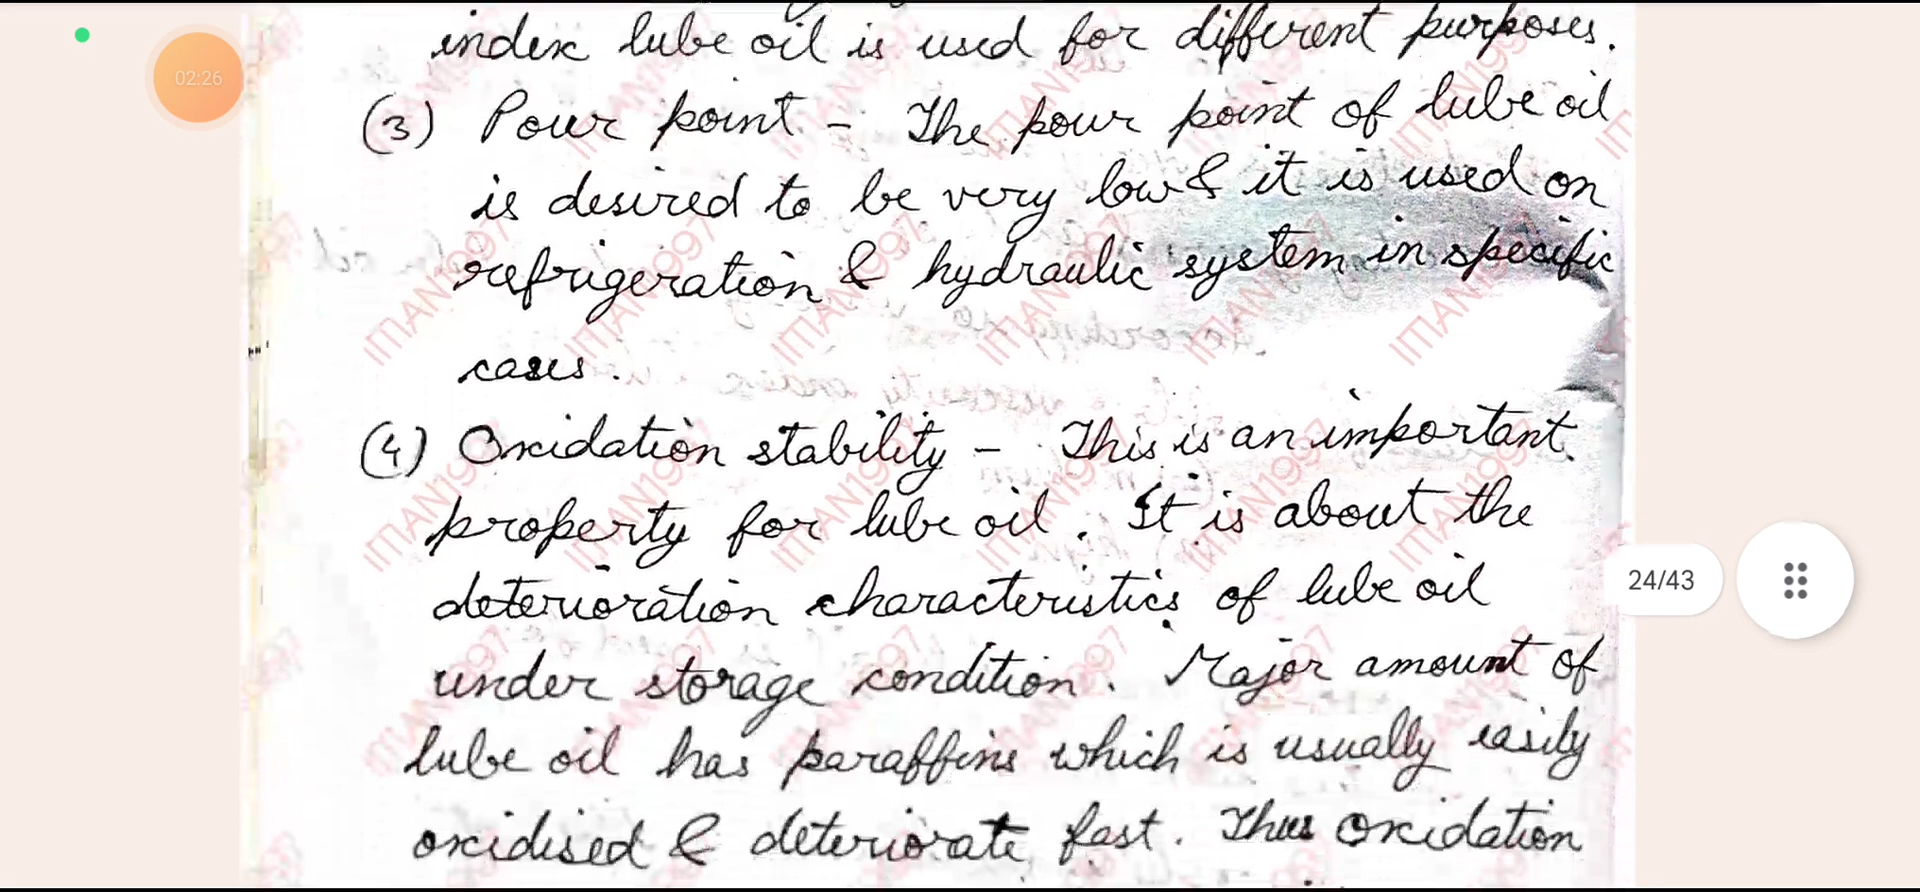 index lube oil is used for different purposes.
02:26
(3) Pour point - The pour point of lube oil
is desired to be very low & it is used on
refrigeration & hydraulic system in specific
cases.
(4) Oxidation stability - This is an important
property for lube oil. It is about the
deterioration characteristics of lube oil
24/43
under storage condition. Major amount of
lube oil has paraffins which is usually easily
oxidised & deteriorate fast. Thus oxidation
IMAN1997